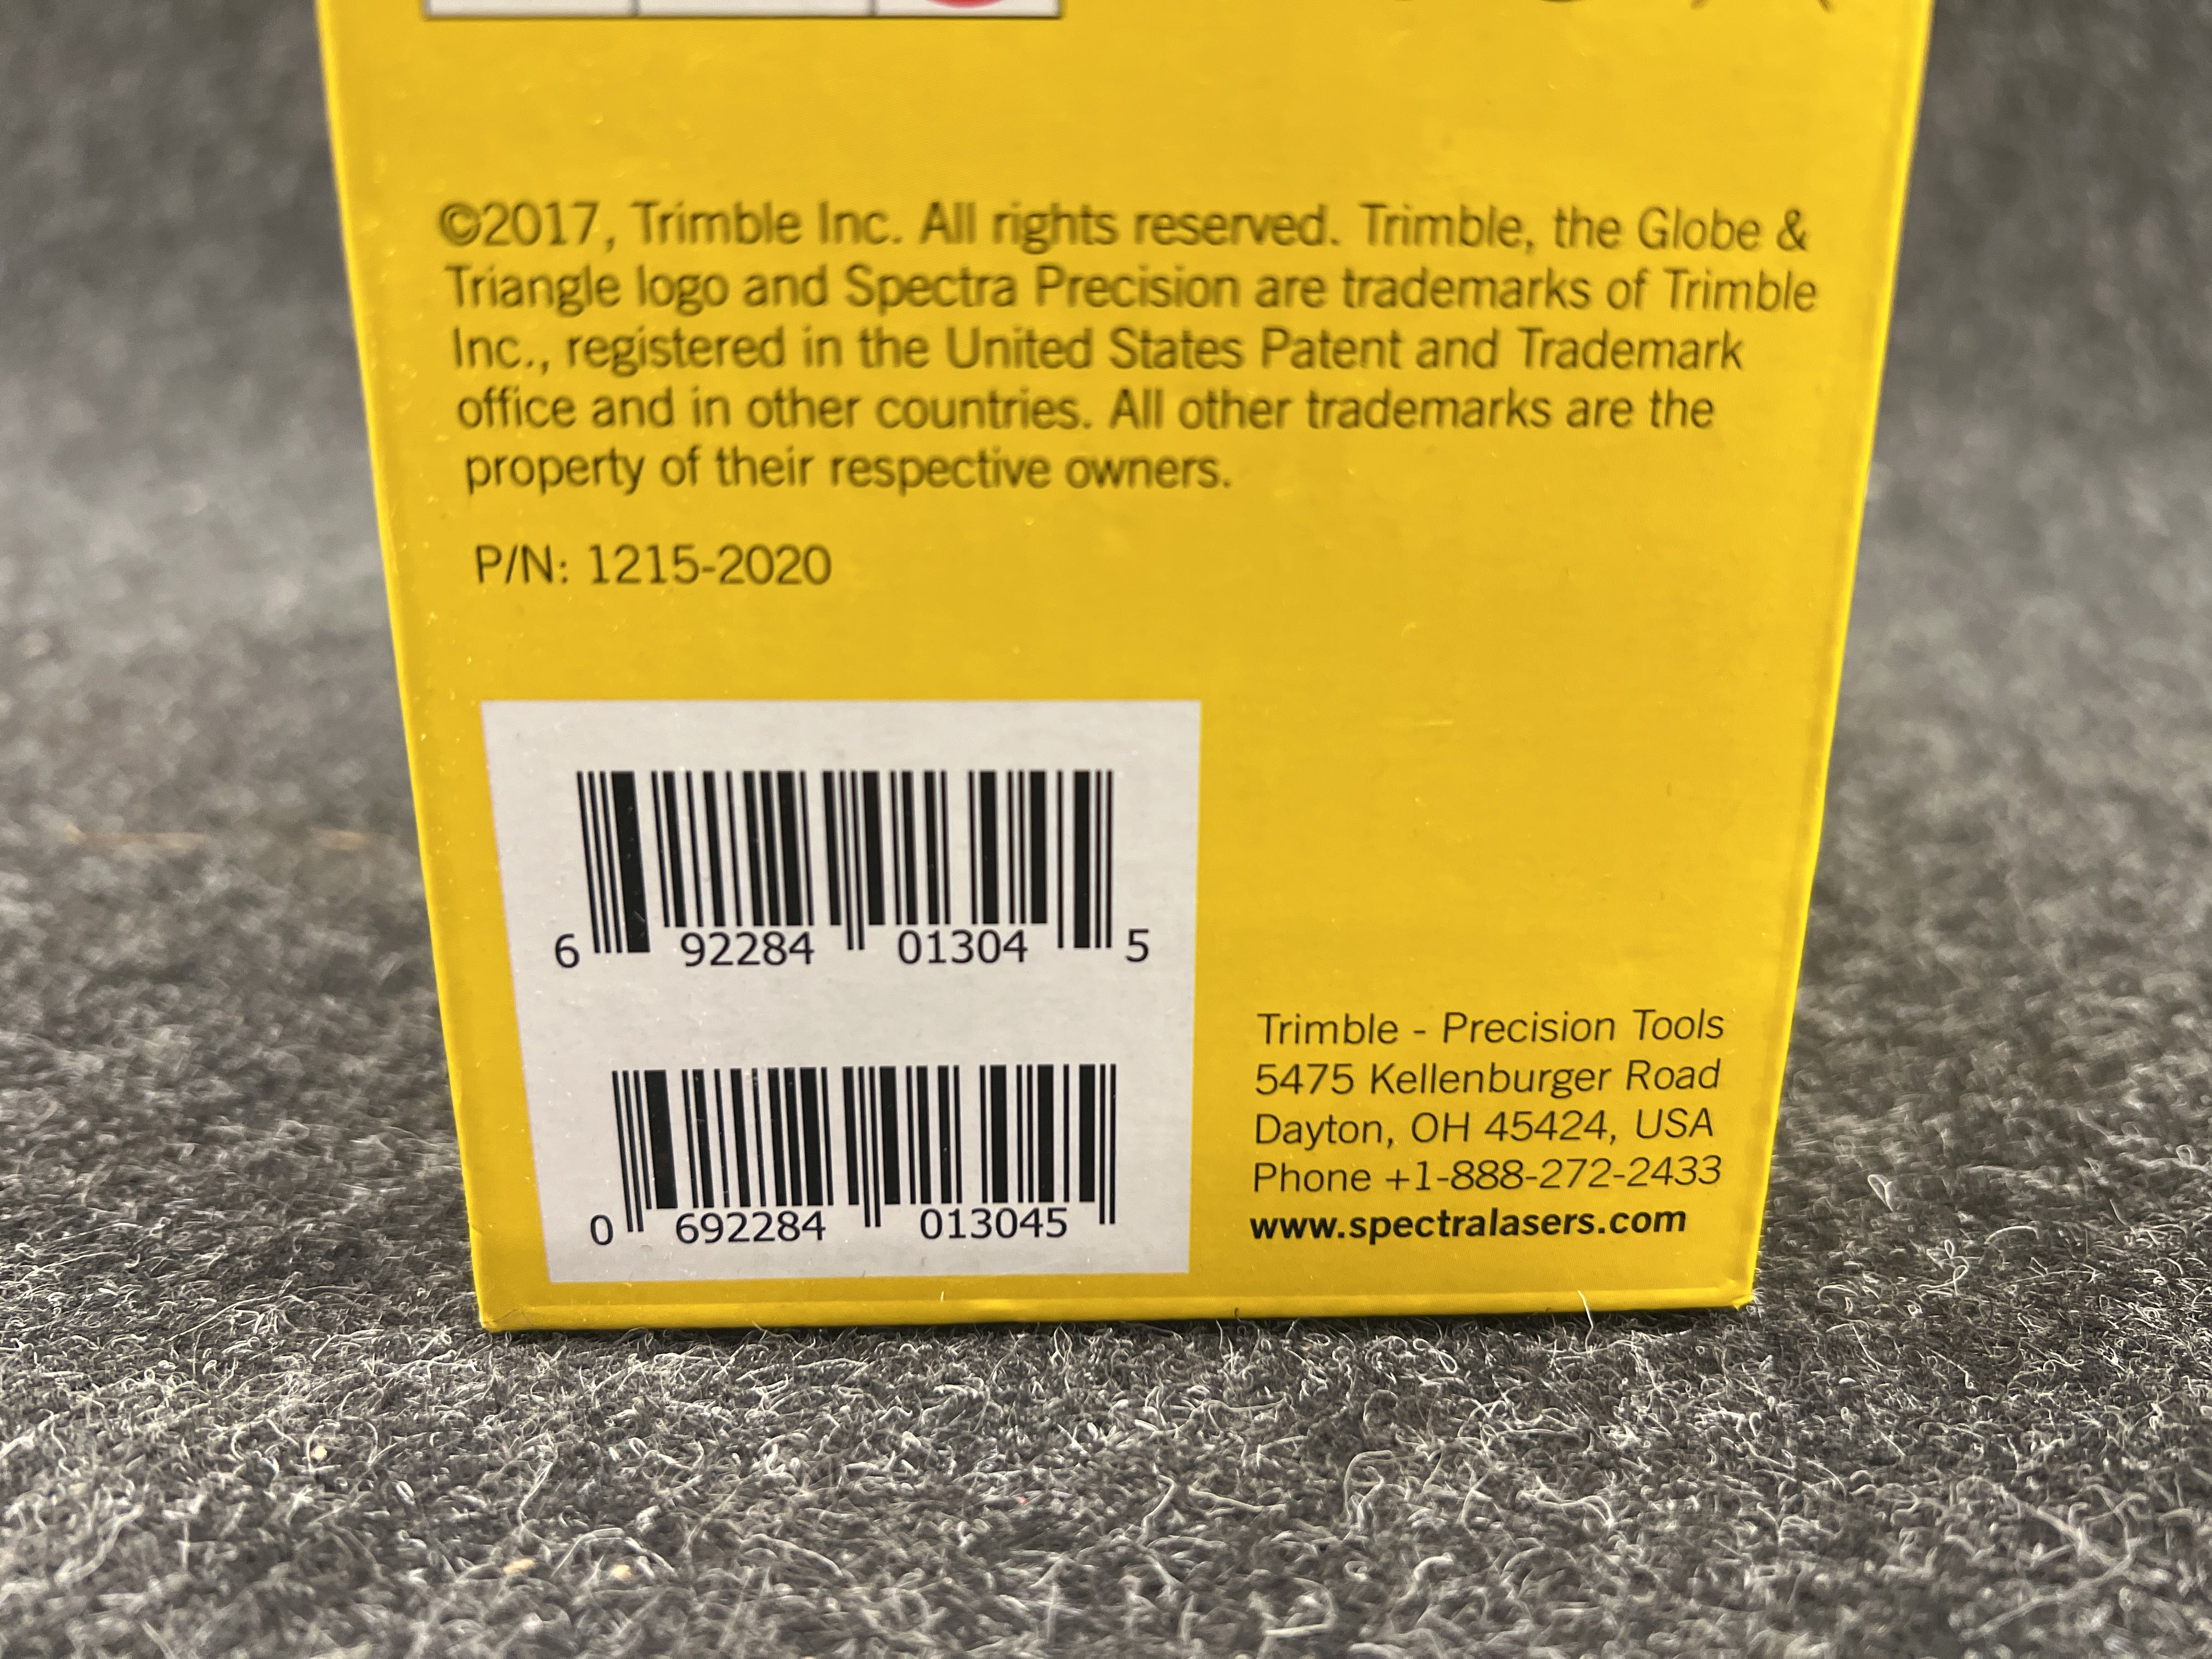 ©2017, Trimble Inc. All rights reserved. Trimble, the Globe &
Triangle logo and Spectra Precision are trademarks of Trimble
Inc., registered in the United States Patent and Trademark
office and in other countries. All other trademarks are the
property of their respective owners.
P/N: 1215-2020
6 92284 01304 5
0 692284 013045
Trimble - Precision Tools
5475 Kellenburger Road
Dayton, OH 45424, USA
Phone +1-888-272-2433
www.spectralasers.com